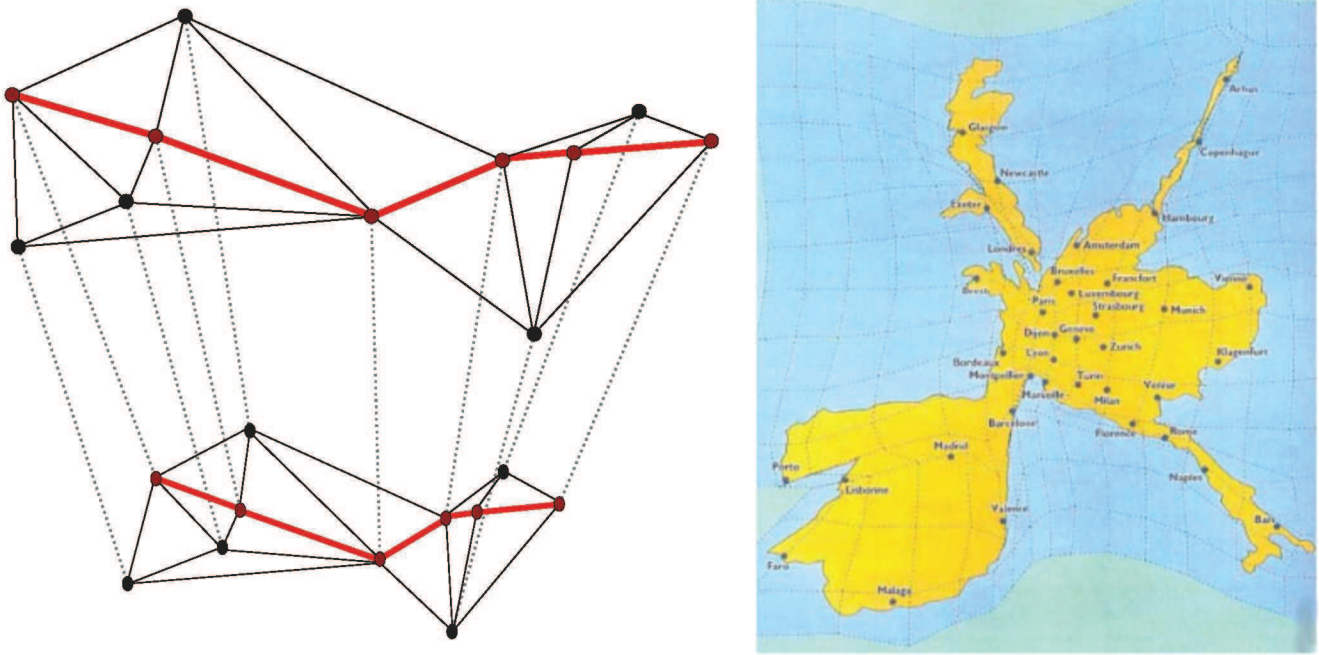 Arhus
Glasgow
Copenhague
Newcastle
Exeter
Hambourg
Londres
Amsterdam
Bruxelles
Francfort
Vienne
Brest
Luxembourg
Paris
Strasbourg
Munich
Dijon
Geneve
Zurich
Lyon
Klagenfurt
Bordeaux
Montpellier
Turin
Venise
Marseille
Milan
Barcelone
Florence
Rome
Madrid
Porto
Naples
Lisbonne
Valence
Bari
Faro
Malaga